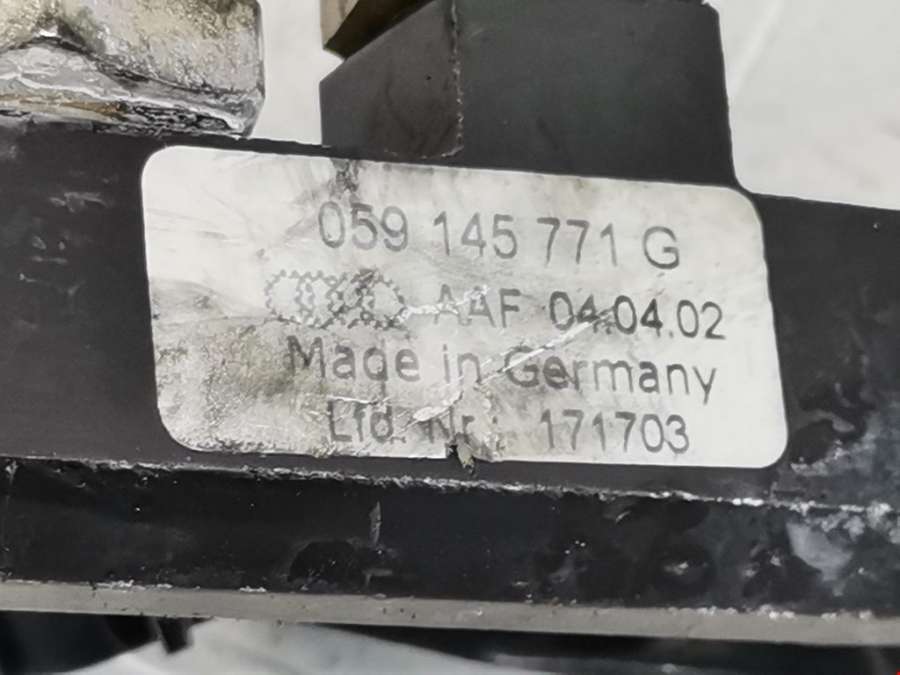 059 145 771 G
AAF 04.04.02
Made in Germany
Lfd. Nr.: 171703